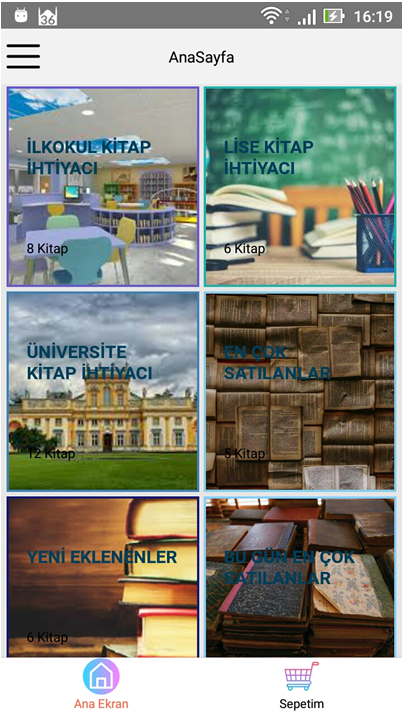 36
16:19
AnaSayfa
İLKOKUL KİTAP
İHTİYACI
8 Kitap
LİSE KİTAP
İHTİYACI
6 Kitap
ÜNİVERSİTE
KİTAP İHTİYACI
12 Kitap
EN ÇOK
SATILANLAR
5 Kitap
YENİ EKLENENLER
6 Kitap
BU GÜN EN ÇOK
SATILANLAR
Ana Ekran
Sepetim